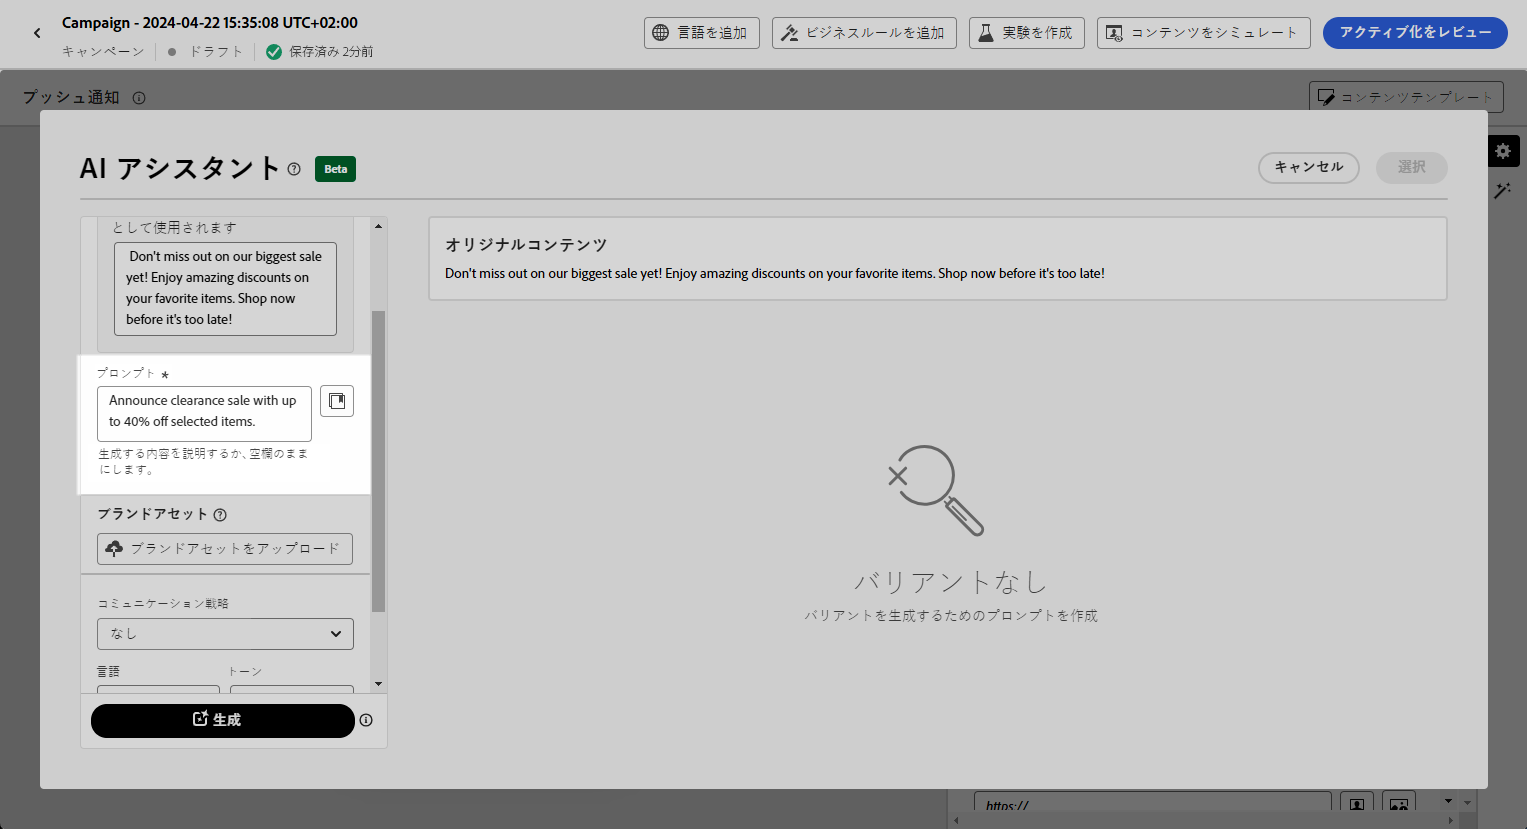 Campaign - 2024-04-22 15:35:08 UTC+02:00
キャンペーン
ドラフト
保存済み 2分前
言語を追加
ビジネスルールを追加
実験を作成
コンテンツをシミュレート
アクティブ化をレビュー
プッシュ通知
コンテンツテンプレート
AI アシスタント
Beta
キャンセル
選択
として使用されます
Don't miss out on our biggest sale
yet! Enjoy amazing discounts on
your favorite items. Shop now
before it's too late!
プロンプト *
Announce clearance sale with up
to 40% off selected items.
生成する内容を説明するか、空欄のまま
にします。
ブランドアセット
ブランドアセットをアップロード
コミュニケーション戦略
なし
言語
トーン
生成
オリジナルコンテンツ
Don't miss out on our biggest sale yet! Enjoy amazing discounts on your favorite items. Shop now before it's too late!
バリアントなし
バリアントを生成するためのプロンプトを作成
https://